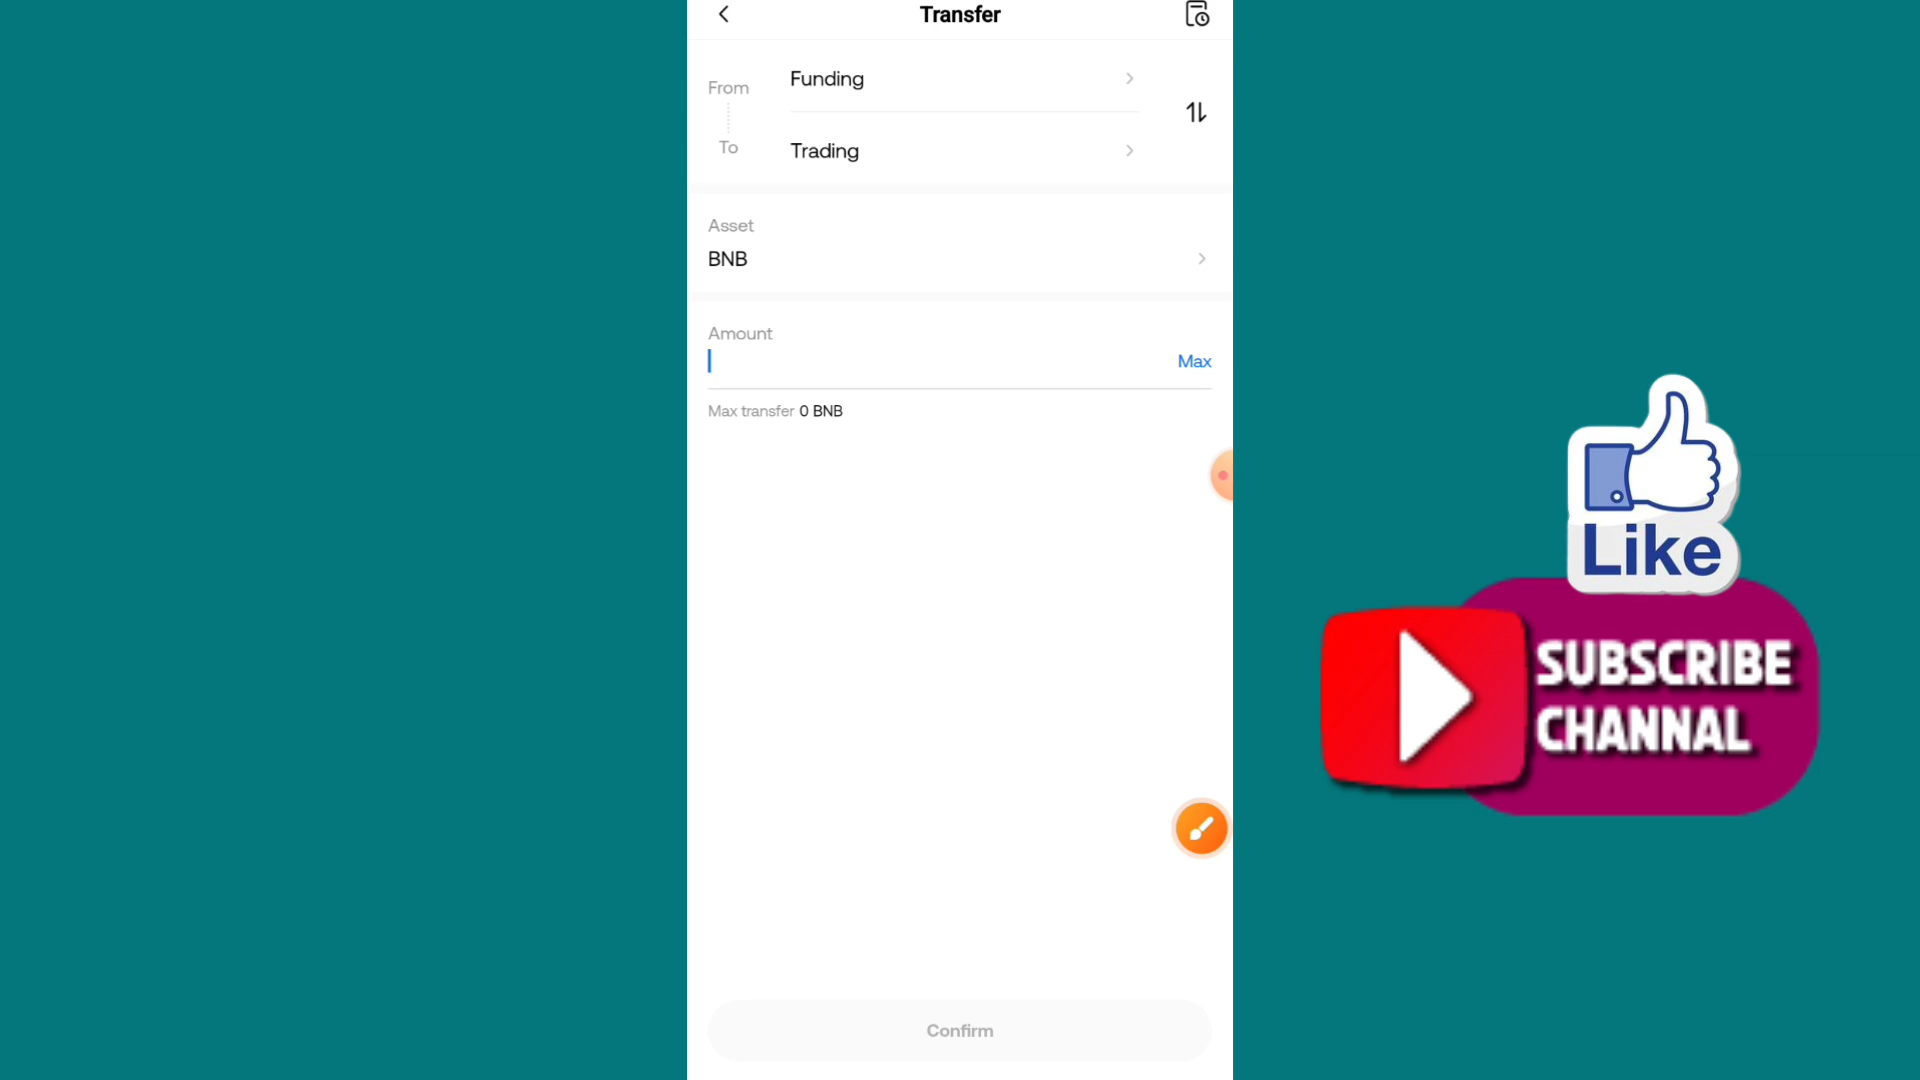 Transfer
From
Funding
To
Trading
Asset
BNB
Amount
Max
Max transfer 0 BNB
Confirm
Like
SUBSCRIBE
CHANNAL